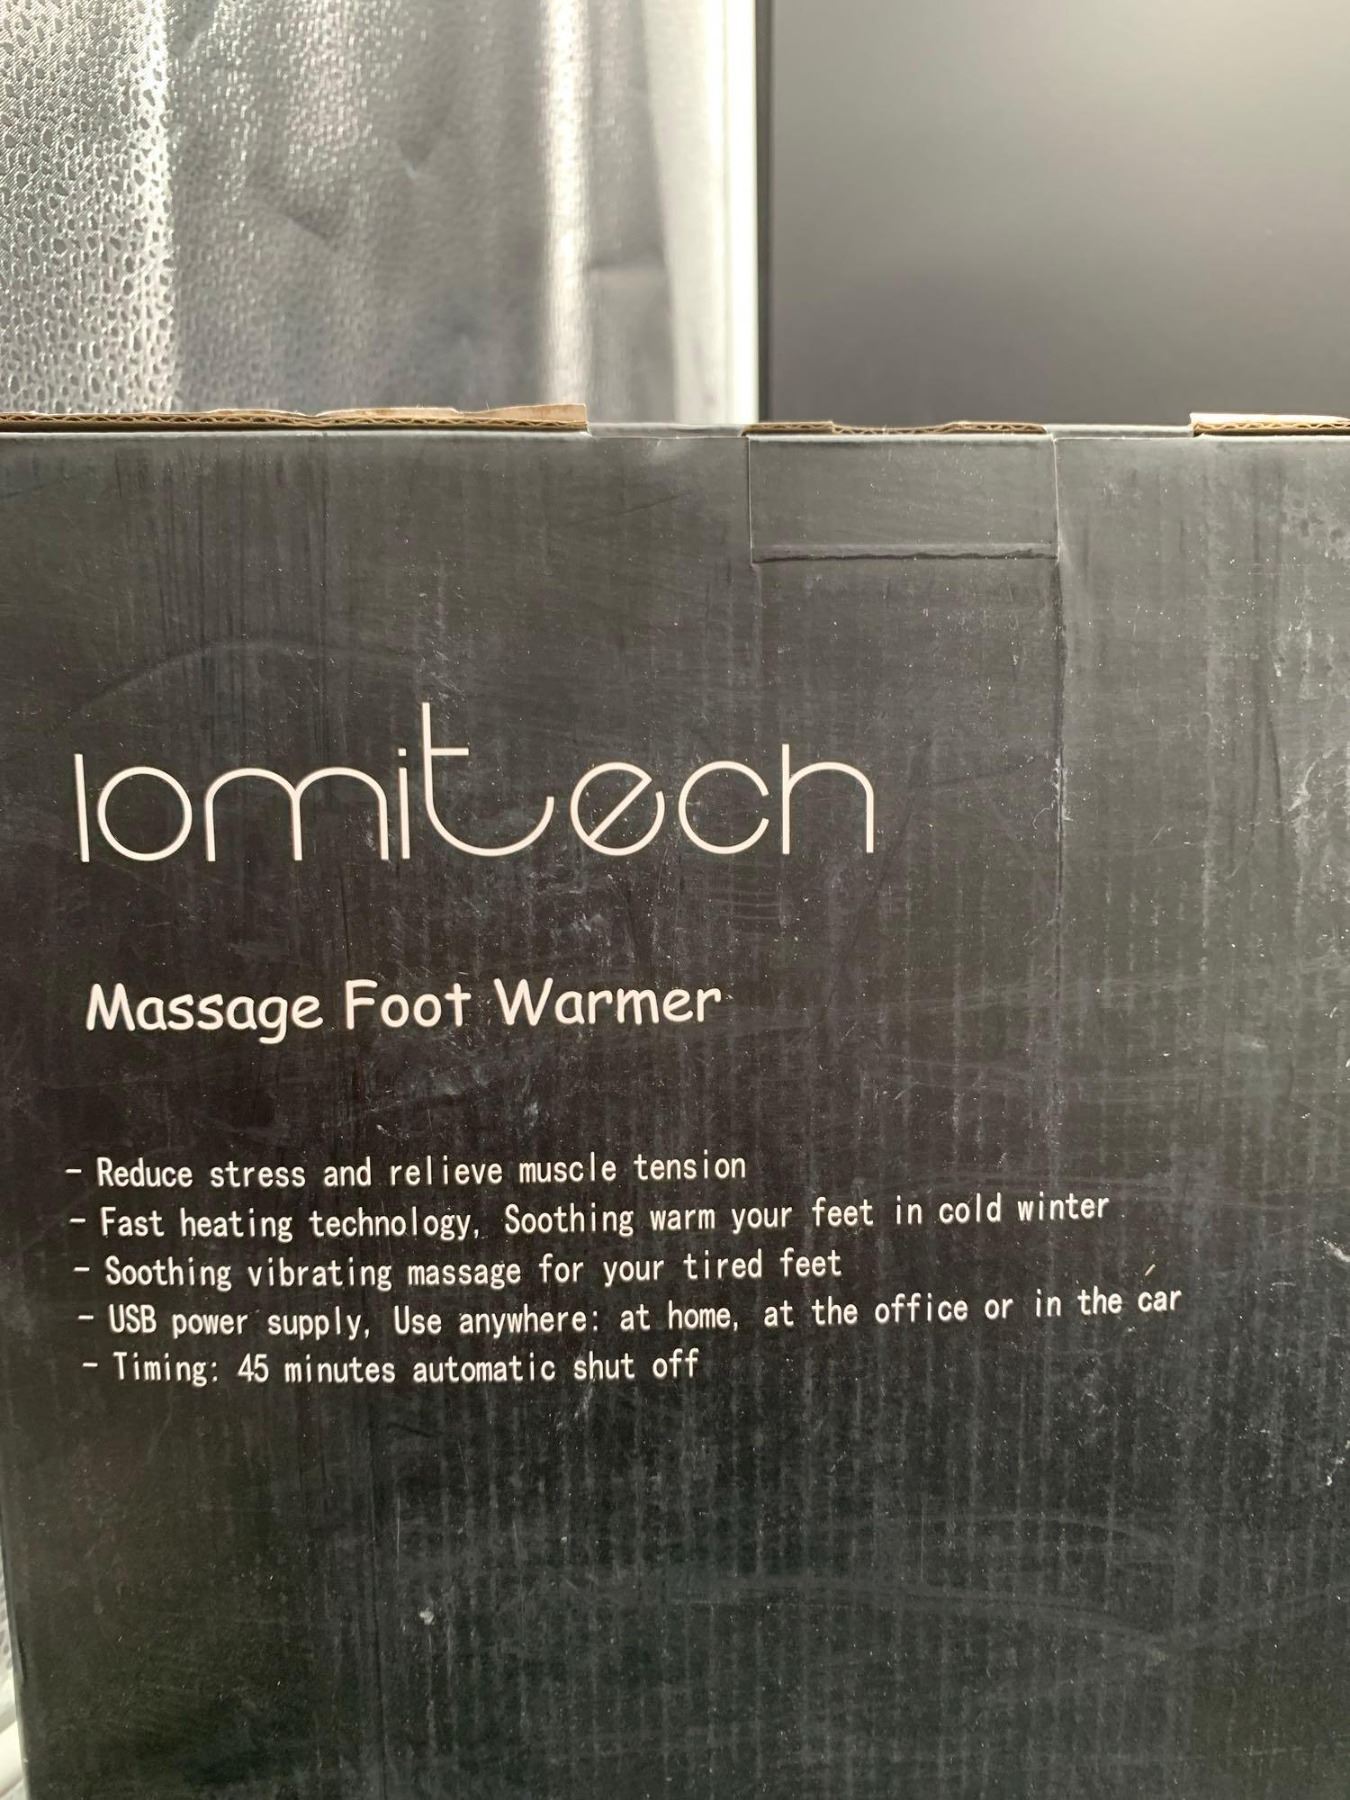 lomitech
Massage Foot Warmer
- Reduce stress and relieve muscle tension
- Fast heating technology, Soothing warm your feet in cold winter
- Soothing vibrating massage for your tired feet
- USB power supply, Use anywhere: at home, at the office or in the car
- Timing: 45 minutes automatic shut off